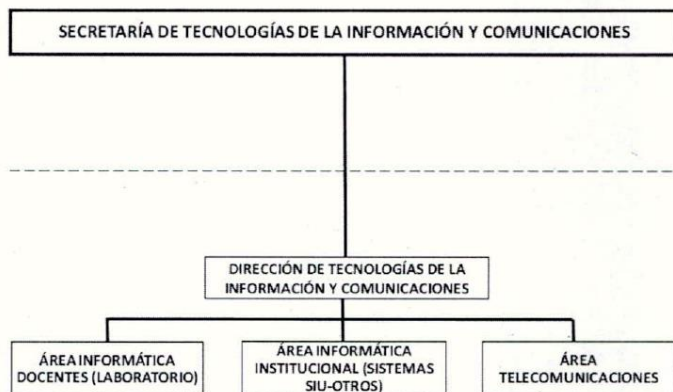 SECRETARÍA DE TECNOLOGÍAS DE LA INFORMACIÓN Y COMUNICACIONES
DIRECCIÓN DE TECNOLOGÍAS DE LA
INFORMACIÓN Y COMUNICACIONES
ÁREA INFORMÁTICA
DOCENTES (LABORATORIO)
ÁREA INFORMÁTICA
INSTITUCIONAL (SISTEMAS
SIU-OTROS)
ÁREA
TELECOMUNICACIONES